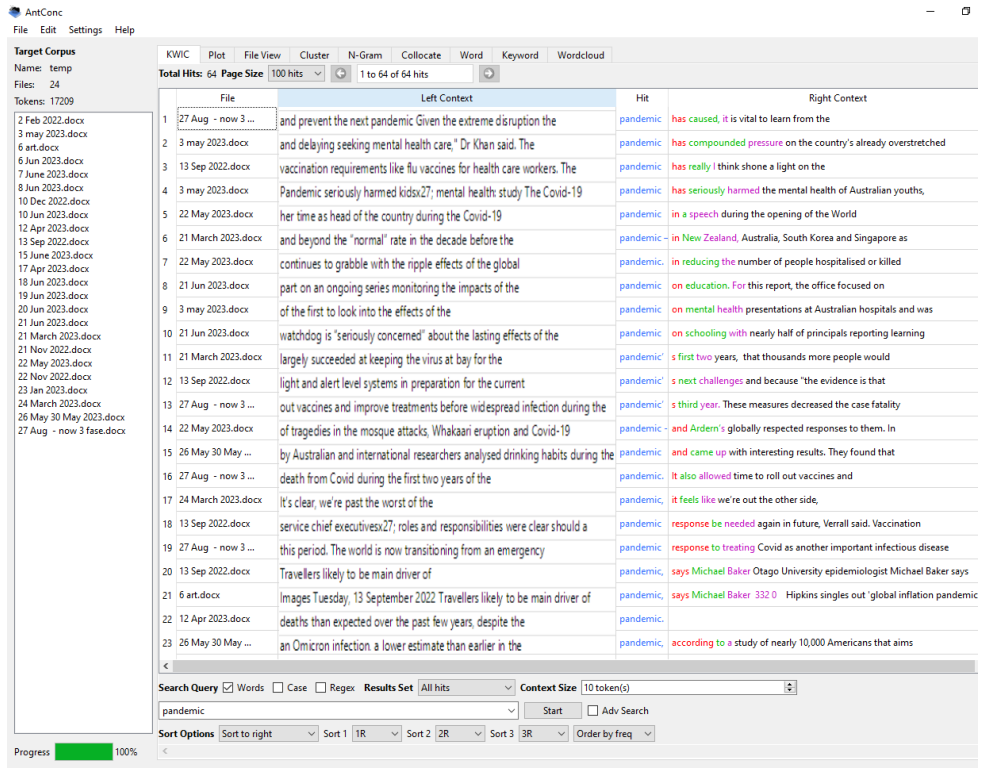 AntConc
File Edit Settings Help
Target Corpus
Name: temp
Files: 24
Tokens: 17209
2 Feb 2022.docx
3 may 2023.docx
6 art.docx
6 Jun 2023.docx
7 June 2023.docx
8 Jun 2023.docx
10 Dec 2022.docx
10 Jun 2023.docx
12 Apr 2023.docx
13 Sep 2022.docx
15 June 2023.docx
17 Apr 2023.docx
18 Jun 2023.docx
19 Jun 2023.docx
20 Jun 2023.docx
21 Jun 2023.docx
21 March 2023.docx
21 Nov 2022.docx
22 May 2023.docx
22 Nov 2022.docx
23 Jan 2023.docx
24 March 2023.docx
26 May 30 May 2023.docx
27 Aug - now 3 fase.docx
Progress 100%
KWIC Plot File View Cluster N-Gram Collocate Word Keyword Wordcloud
Total Hits: 64 Page Size 100 hits 1 to 64 of 64 hits
File Left Context Hit Right Context
1 27 Aug - now 3 ... and prevent the next pandemic Given the extreme disruption the pandemic has caused, it is vital to learn from the
2 3 may 2023.docx and delaying seeking mental health care," Dr Khan said. The pandemic has compounded pressure on the country's already overstretched
3 13 Sep 2022.docx vaccination requirements like flu vaccines for health care workers. The pandemic has really I think shone a light on the
4 3 may 2023.docx Pandemic seriously harmed kidsx27; mental health: study The Covid-19 pandemic has seriously harmed the mental health of Australian youths,
5 22 May 2023.docx her time as head of the country during the Covid-19 pandemic in a speech during the opening of the World
6 21 March 2023.docx and beyond the "normal" rate in the decade before the pandemic – in New Zealand, Australia, South Korea and Singapore as
7 22 May 2023.docx continues to grabble with the ripple effects of the global pandemic. in reducing the number of people hospitalised or killed
8 21 Jun 2023.docx part on an ongoing series monitoring the impacts of the pandemic on education. For this report, the office focused on
9 3 may 2023.docx of the first to look into the effects of the pandemic on mental health presentations at Australian hospitals and was
10 21 Jun 2023.docx watchdog is "seriously concerned" about the lasting effects of the pandemic on schooling with nearly half of principals reporting learning
11 21 March 2023.docx largely succeeded at keeping the virus at bay for the pandemic' s first two years, that thousands more people would
12 13 Sep 2022.docx light and alert level systems in preparation for the current pandemic' s next challenges and because "the evidence is that
13 27 Aug - now 3 ... out vaccines and improve treatments before widespread infection during the pandemic' s third year. These measures decreased the case fatality
14 22 May 2023.docx of tragedies in the mosque attacks, Whakaari eruption and Covid-19 pandemic - and Ardern's globally respected responses to them. In
15 26 May 30 May ... by Australian and international researchers analysed drinking habits during the pandemic and came up with interesting results. They found that
16 27 Aug - now 3 ... death from Covid during the first two years of the pandemic. It also allowed time to roll out vaccines and
17 24 March 2023.docx It's clear, we're past the worst of the pandemic, it feels like we're out the other side,
18 13 Sep 2022.docx service chief executivesx27; roles and responsibilities were clear should a pandemic response be needed again in future, Verrall said. Vaccination
19 27 Aug - now 3 ... this period. The world is now transitioning from an emergency pandemic response to treating Covid as another important infectious disease
20 13 Sep 2022.docx Travellers likely to be main driver of pandemic, says Michael Baker Otago University epidemiologist Michael Baker says
21 6 art.docx Images Tuesday, 13 September 2022 Travellers likely to be main driver of pandemic, says Michael Baker 332 0 Hipkins singles out 'global inflation pandemic
22 12 Apr 2023.docx deaths than expected over the past few years, despite the pandemic.
23 26 May 30 May ... an Omicron infection. a lower estimate than earlier in the pandemic, according to a study of nearly 10,000 Americans that aims
Search Query Words Case Regex Results Set All hits Context Size 10 token(s)
pandemic Start Adv Search
Sort Options Sort to right Sort 1 1R Sort 2 2R Sort 3 3R Order by freq